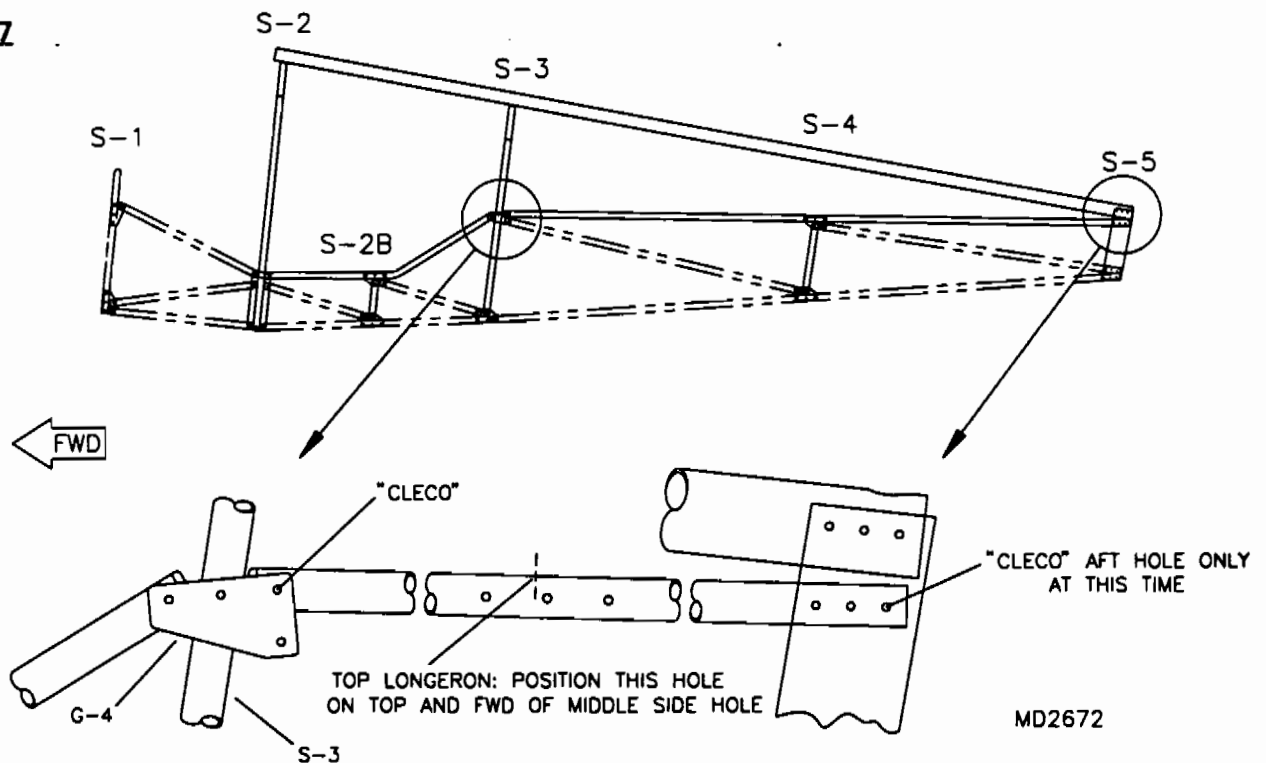 Z
S-2
S-3
S-1
S-4
S-5
S-2B
FWD
"CLECO"
"CLECO" AFT HOLE ONLY
AT THIS TIME
TOP LONGERON: POSITION THIS HOLE
ON TOP AND FWD OF MIDDLE SIDE HOLE
G-4
S-3
MD2672